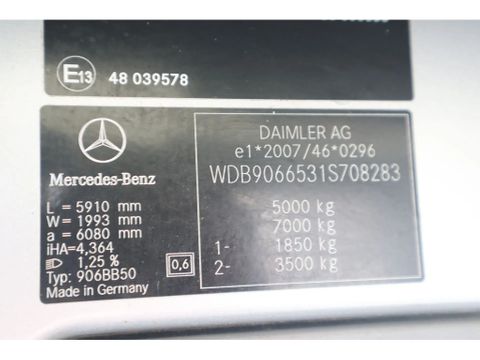 E13 48 039578
Mercedes-Benz
L = 5910 mm
W = 1993 mm
a = 6080 mm
iHA=4,364
1,25 %
Typ: 906BB50
Made in Germany
0,6
DAIMLER AG
e1*2007/46*0296
WDB9066531S708283
5000 kg
7000 kg
1- 1850 kg
2- 3500 kg